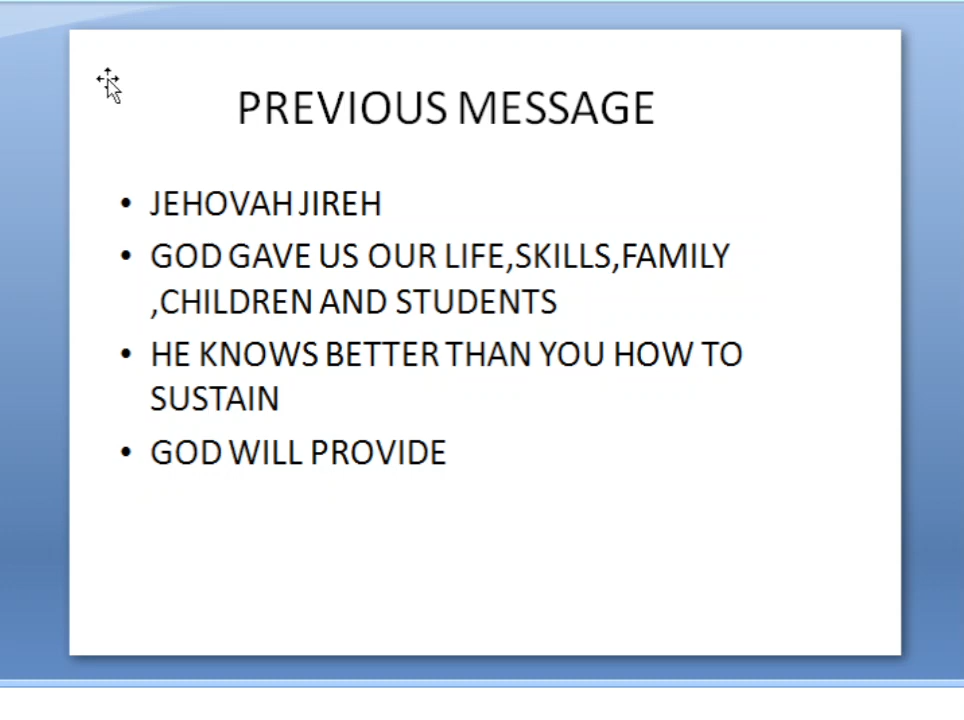 PREVIOUS MESSAGE
• JEHOVAH JIREH
• GOD GAVE US OUR LIFE,SKILLS,FAMILY
,CHILDREN AND STUDENTS
• HE KNOWS BETTER THAN YOU HOW TO
SUSTAIN
• GOD WILL PROVIDE